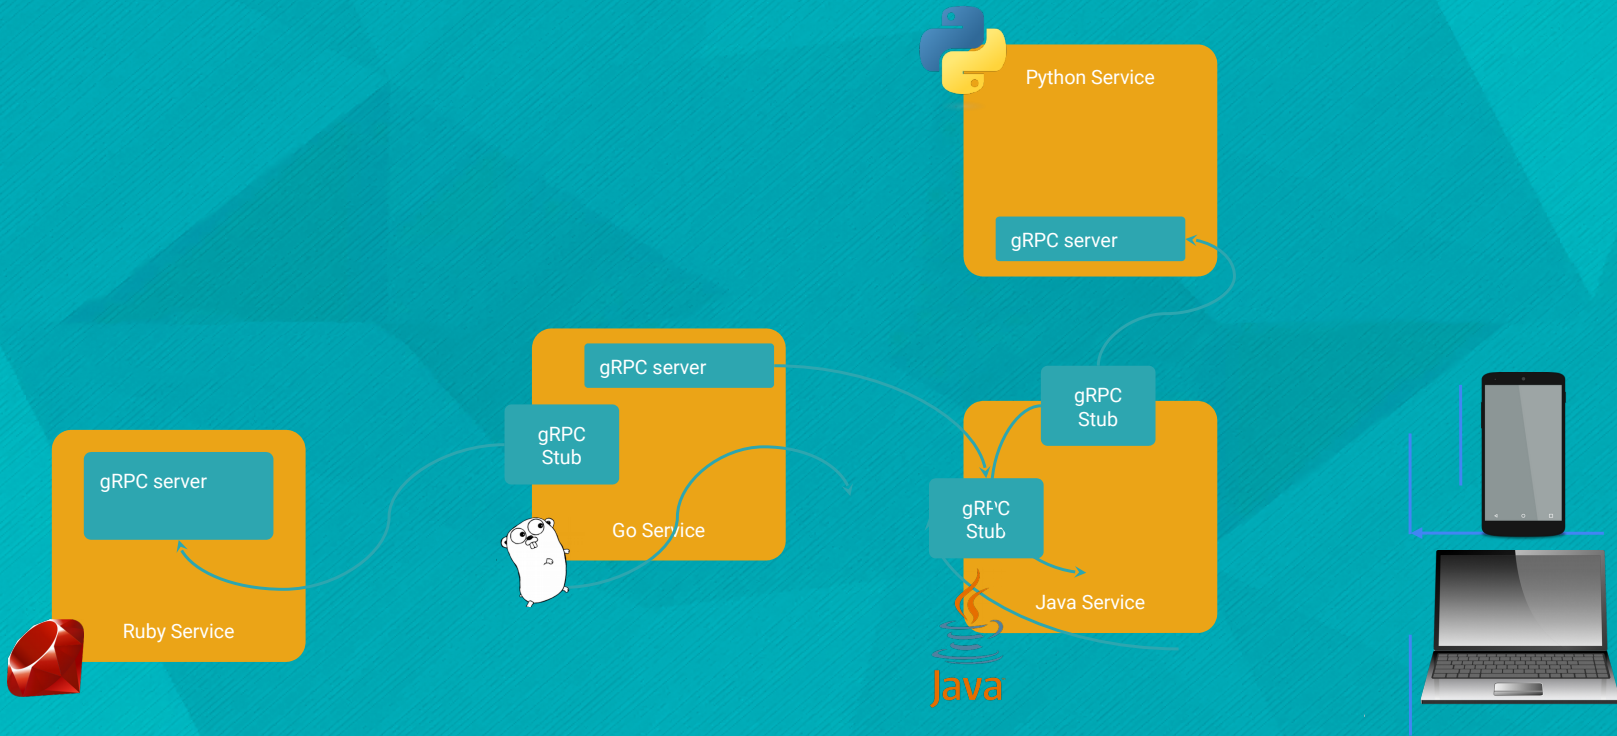 Python Service
gRPC server
gRPC server
gRPC
Stub
Go Service
gRPC server
Ruby Service
gRPC
Stub
gRPC
Stub
Java Service
Java